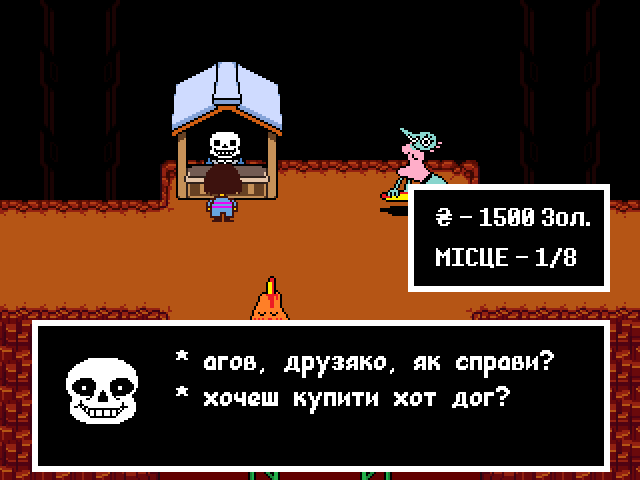 ₴ - 1500 Зол.
МІСЦЕ - 1/8
* агов, друзяко, як справи?
* хочеш купити хот дог?